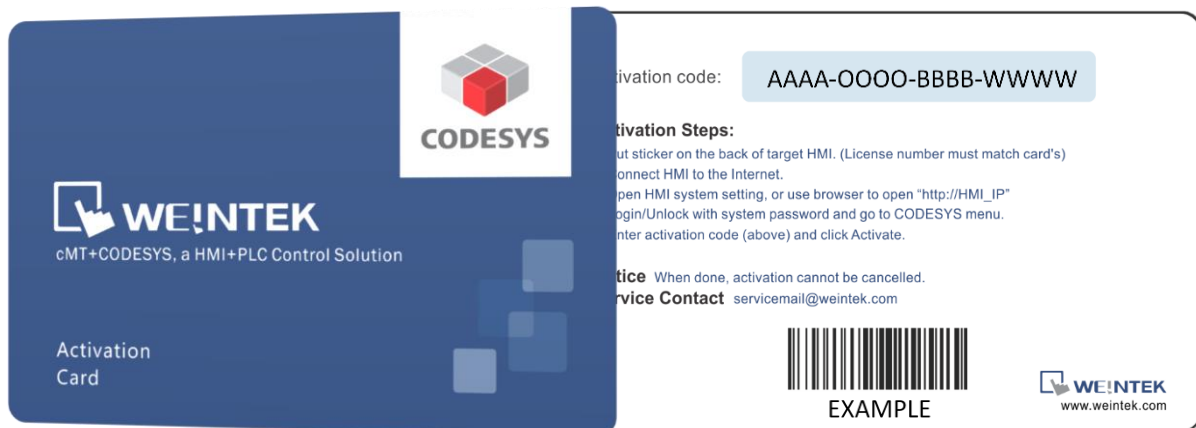 CODESYS
WEINTEK
cMT+CODESYS, a HMI+PLC Control Solution
Activation
Card
ivation code: AAAA-OOOO-BBBB-WWWW
tivation Steps:
ut sticker on the back of target HMI. (License number must match card's)
onnect HMI to the Internet.
pen HMI system setting, or use browser to open “http://HMI_IP”
ogin/Unlock with system password and go to CODESYS menu.
nter activation code (above) and click Activate.
tice When done, activation cannot be cancelled.
rvice Contact servicemail@weintek.com
EXAMPLE
WEINTEK
www.weintek.com